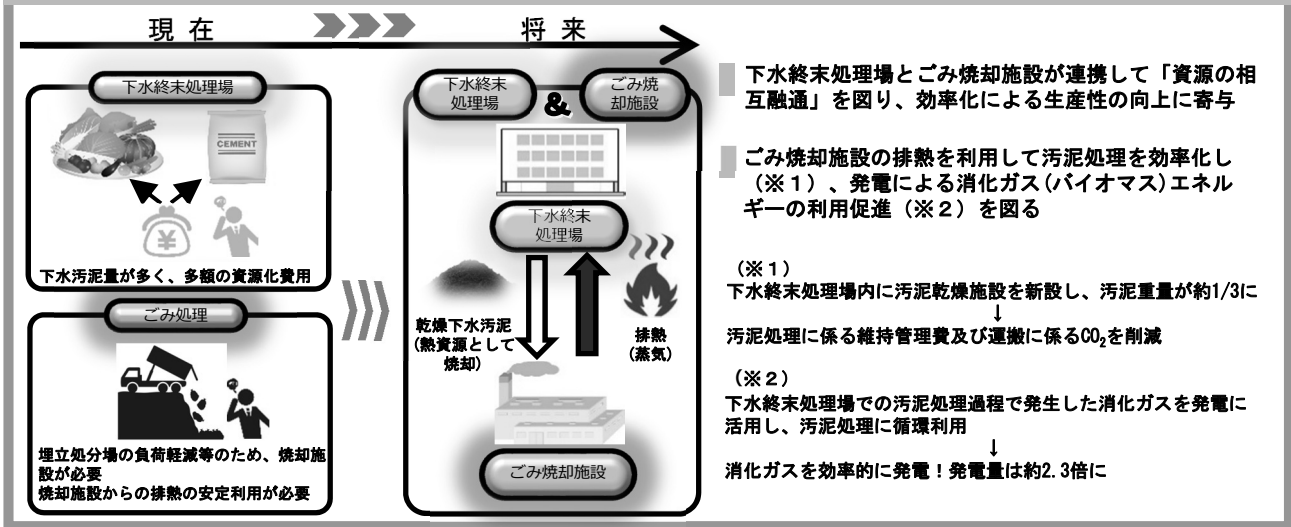 現在
将来
下水終末処理場
CEMENT
¥
下水汚泥量が多く、多額の資源化費用
ごみ処理
埋立処分場の負荷軽減等のため、焼却施
設が必要
焼却施設からの排熱の安定利用が必要
下水終末
処理場
&
ごみ焼
却施設
下水終末
処理場
乾燥下水汚泥
(熱資源として
焼却)
排熱
(蒸気)
ごみ焼却施設
下水終末処理場とごみ焼却施設が連携して「資源の相
互融通」を図り、効率化による生産性の向上に寄与
ごみ焼却施設の排熱を利用して汚泥処理を効率化し
（※１）、発電による消化ガス(バイオマス)エネル
ギーの利用促進（※２）を図る
（※１）
下水終末処理場内に汚泥乾燥施設を新設し、汚泥重量が約1/3に
↓
汚泥処理に係る維持管理費及び運搬に係るCO₂を削減
（※２）
下水終末処理場での汚泥処理過程で発生した消化ガスを発電に
活用し、汚泥処理に循環利用
↓
消化ガスを効率的に発電！発電量は約2.3倍に